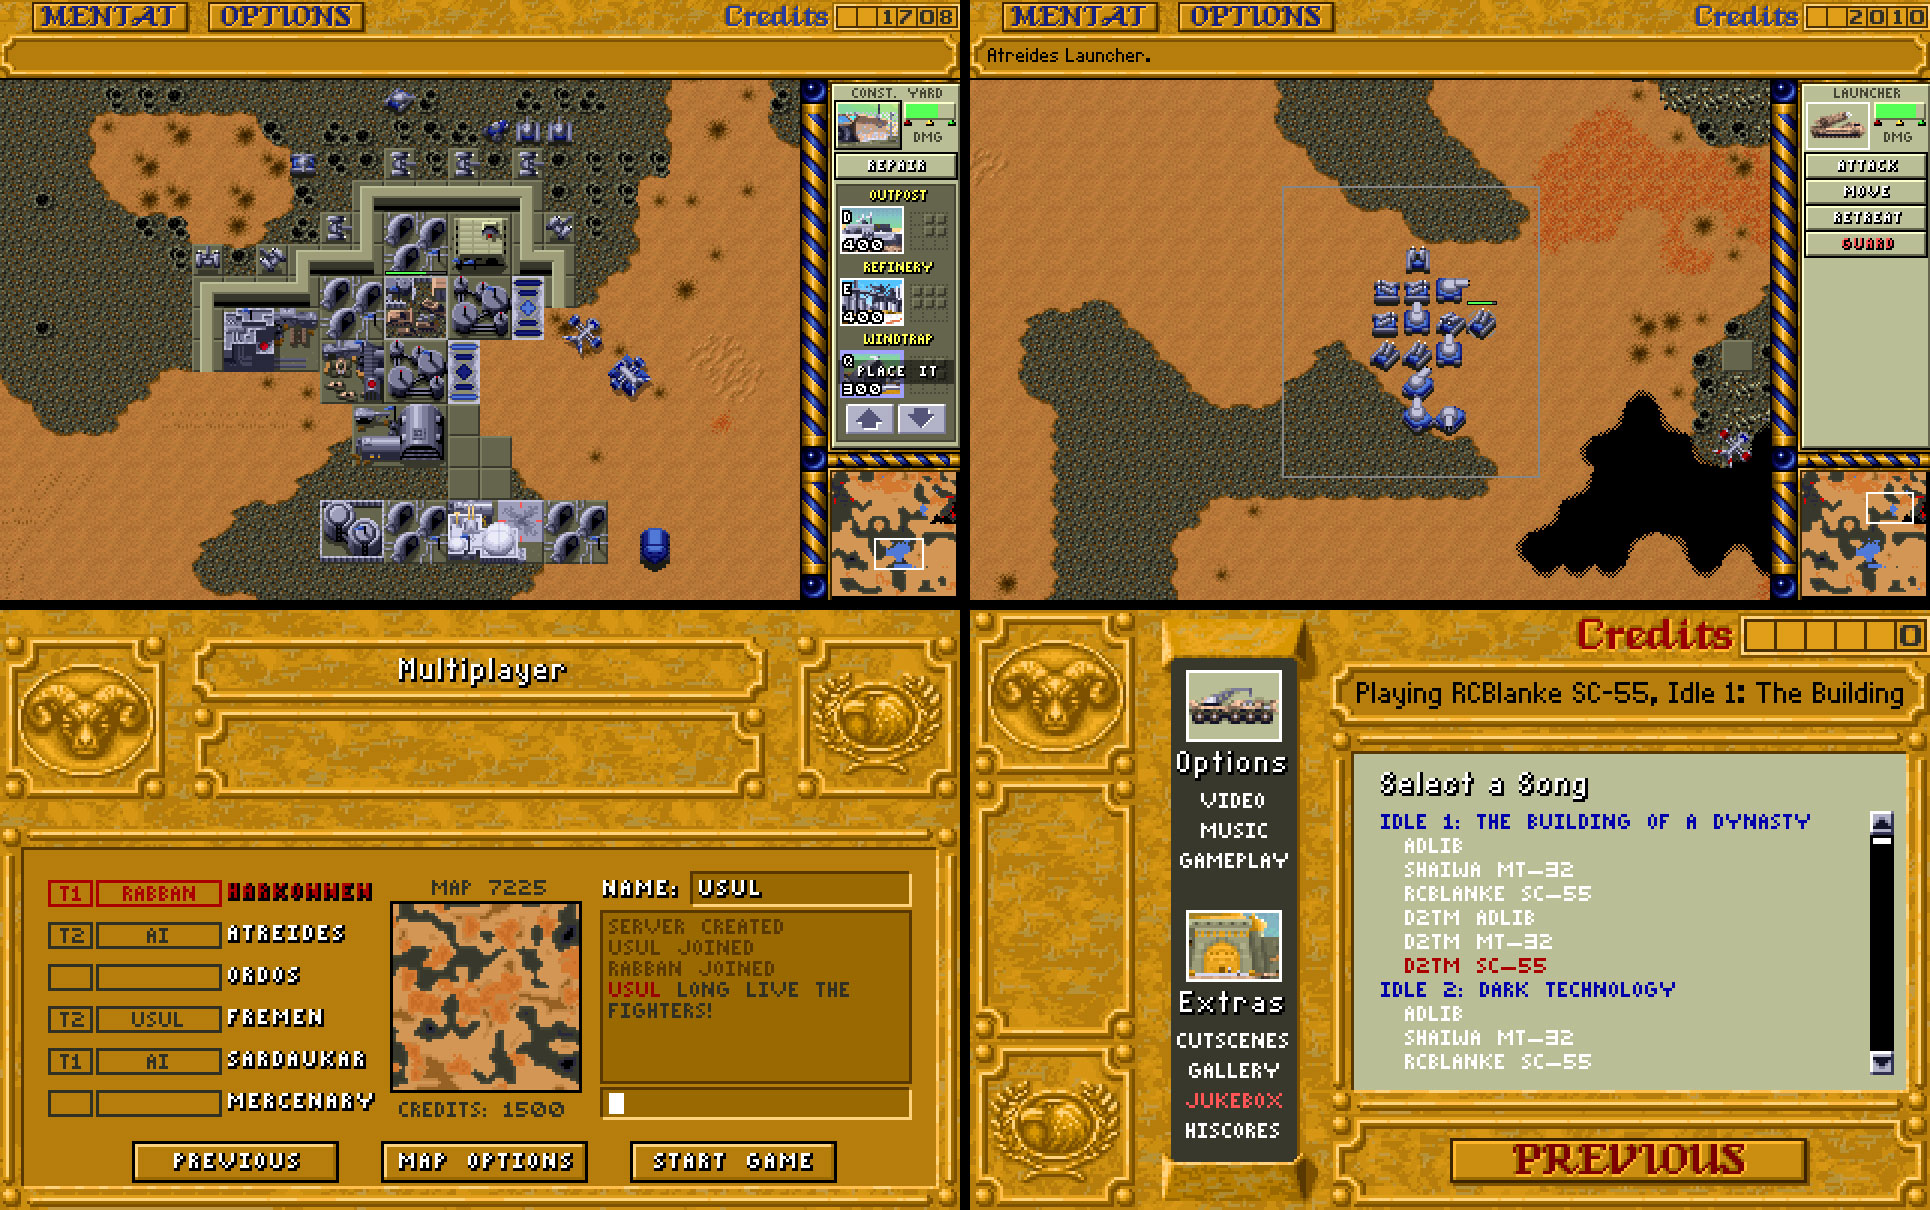 MENTAT OPTIONS Credits 1708
CONST. YARD
DMG
REPAIR
OUTPOST
D
400
REFINERY
E
400
WINDTRAP
Q
PLACE IT
300
MENTAT OPTIONS Credits 2010
Atreides Launcher.
LAUNCHER
DMG
ATTACK
MOVE
RETREAT
GUARD
Multiplayer
T1 RABBAN HARKONNEN
T2 AI ATREIDES
ORDOS
T2 USUL FREMEN
T1 AI SARDAUKAR
MERCENARY
MAP 7225
CREDITS: 1500
NAME: USUL
SERVER CREATED
USUL JOINED
RABBAN JOINED
USUL LONG LIVE THE
FIGHTERS!
PREVIOUS MAP OPTIONS START GAME
Credits 0
Playing RCBlanke SC-55, Idle 1: The Building
Options
VIDEO
MUSIC
GAMEPLAY
Extras
CUTSCENES
GALLERY
JUKEBOX
HISCORES
Select a Song
IDLE 1: THE BUILDING OF A DYNASTY
ADLIB
SHAIWA MT-32
RCBLANKE SC-55
D2TM ADLIB
D2TM MT-32
D2TM SC-55
IDLE 2: DARK TECHNOLOGY
ADLIB
SHAIWA MT-32
RCBLANKE SC-55
PREVIOUS